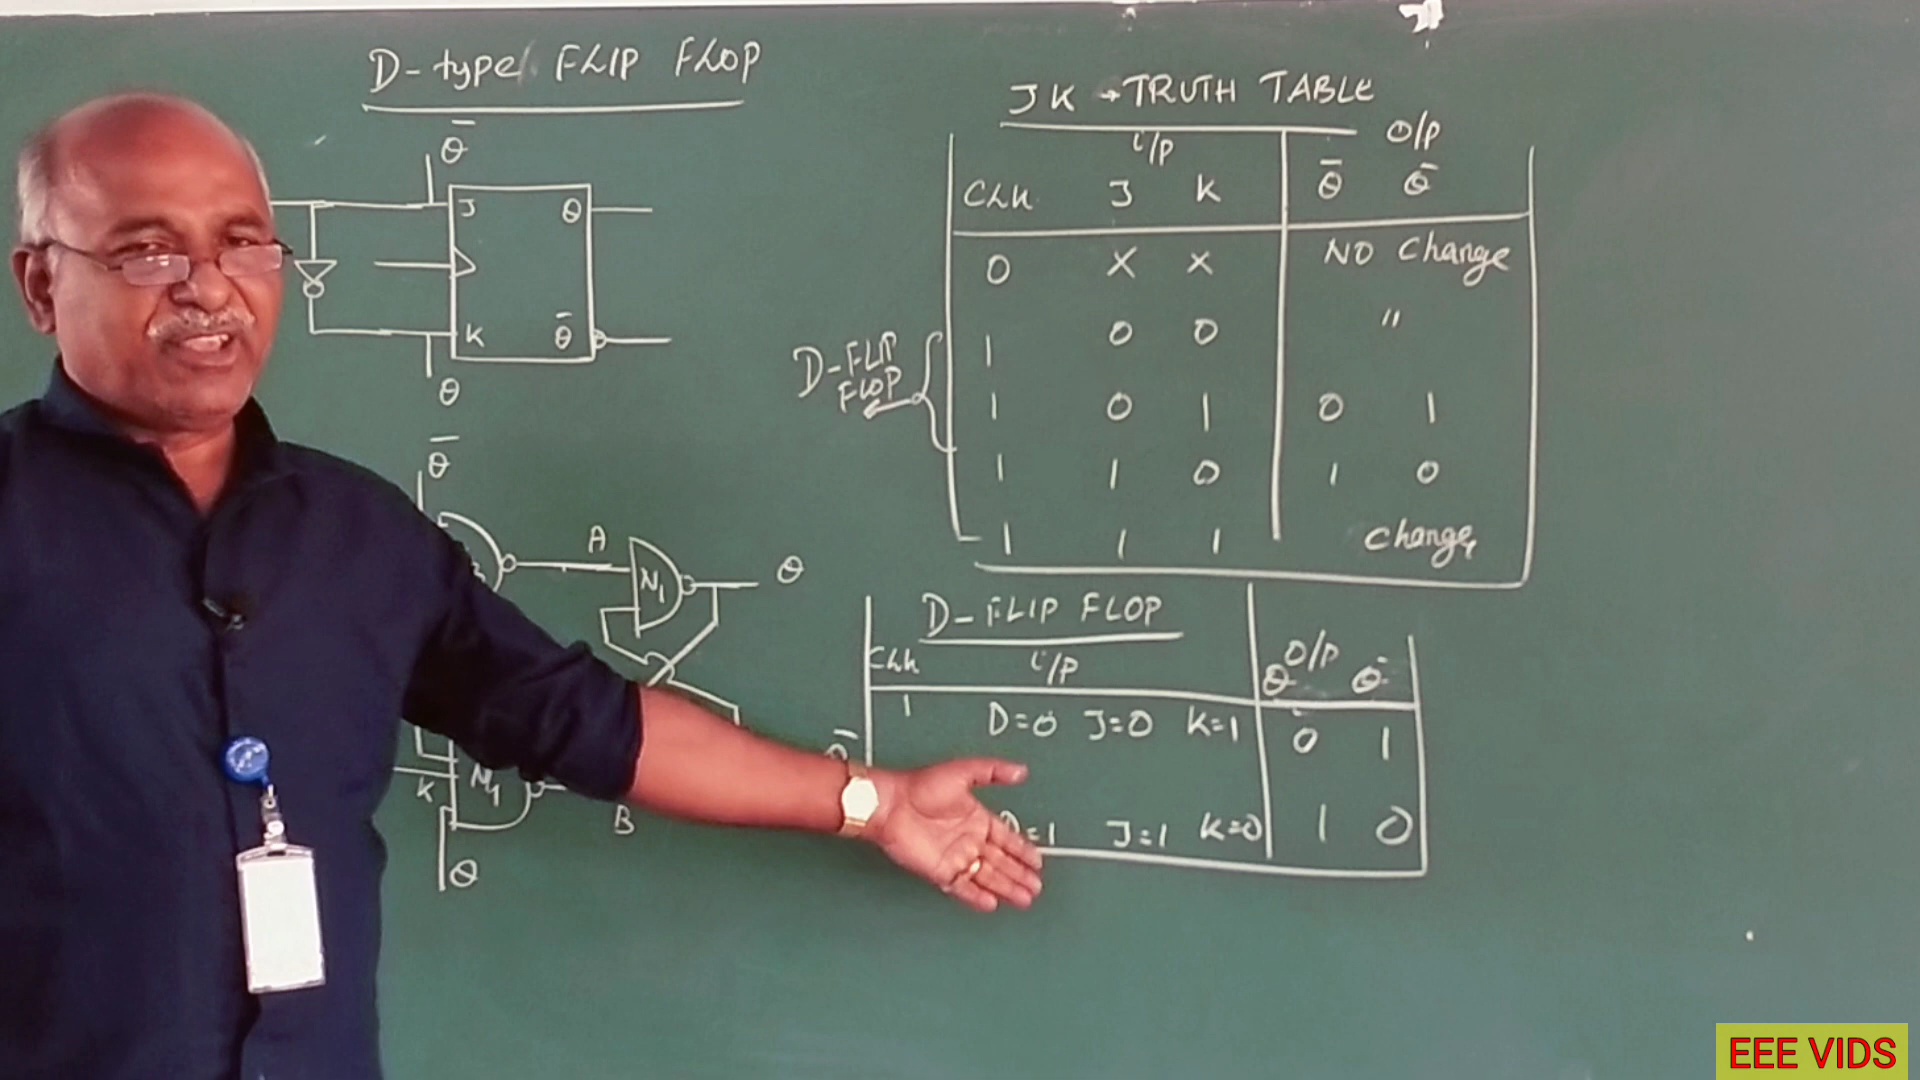 D-type FLIP FLOP
Q̅
J Q
K Q̅
Q
Q̅
A
N1 Q
K N4
B
Q
JK → TRUTH TABLE
i/p O/P
CLK J K Q̅ Q̅
0 X X NO Change
1 0 0 "
D-FLIP
FLOP
1 0 1 0 1
1 1 0 1 0
1 1 1 Change
D-FLIP FLOP
CLK i/p O/P
Q Q̅
1 D=0 J=0 K=1 0 1
D=1 J=1 K=0 1 0
EEE VIDS